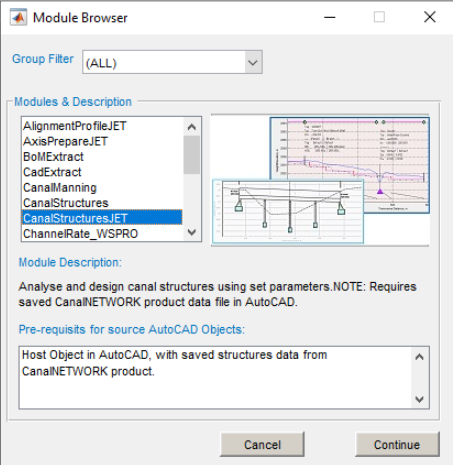 Module Browser
Group Filter
(ALL)
Modules & Description
AlignmentProfileJET
AxisPrepareJET
BoMExtract
CadExtract
CanalManning
CanalStructures
CanalStructuresJET
ChannelRate_WSPRO
Module Description:
Analyse and design canal structures using set parameters.NOTE: Requires
saved CanalNETWORK product data file in AutoCAD.
Pre-requisits for source AutoCAD Objects:
Host Object in AutoCAD, with saved structures data from
CanalNETWORK product.
Cancel
Continue